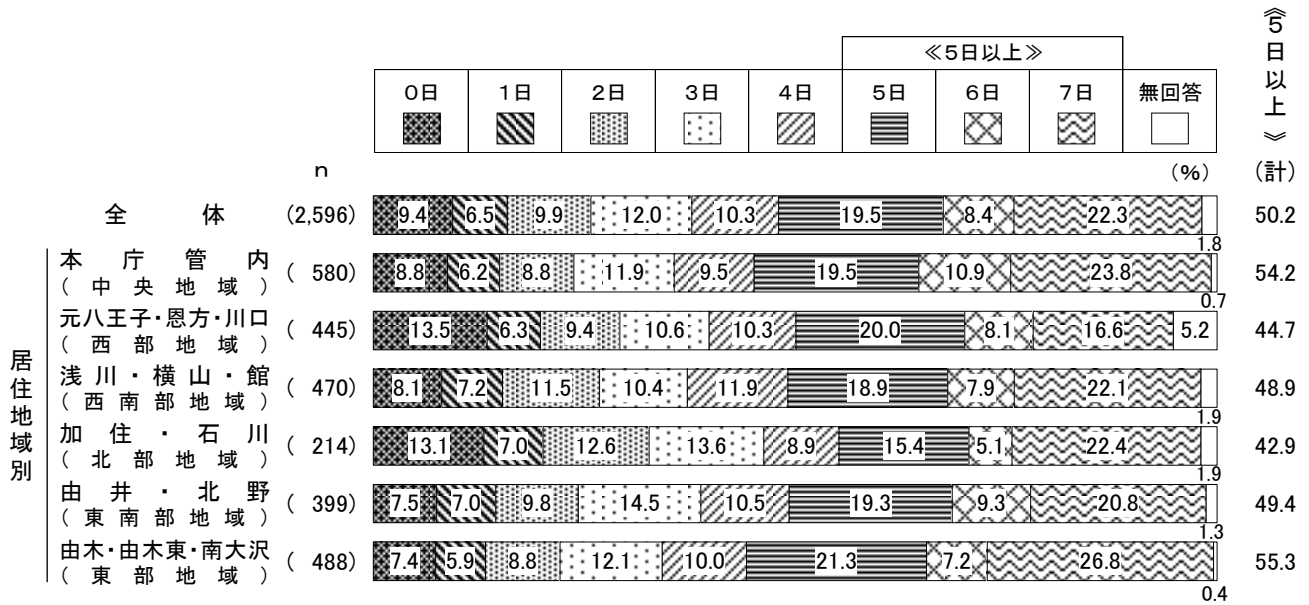 ≪5日以上≫
≪5日以上≫
0日 1日 2日 3日 4日 5日 6日 7日 無回答
n (%) (計)
全体 (2,596) 9.4 6.5 9.9 12.0 10.3 19.5 8.4 22.3 1.8 50.2
居住地域別
本庁管内 (580) 8.8 6.2 8.8 11.9 9.5 19.5 10.9 23.8 0.7 54.2
(中央地域)
元八王子・恩方・川口 (445) 13.5 6.3 9.4 10.6 10.3 20.0 8.1 16.6 5.2 44.7
(西部地域)
浅川・横山・館 (470) 8.1 7.2 11.5 10.4 11.9 18.9 7.9 22.1 1.9 48.9
(西南部地域)
加住・石川 (214) 13.1 7.0 12.6 13.6 8.9 15.4 5.1 22.4 1.9 42.9
(北部地域)
由井・北野 (399) 7.5 7.0 9.8 14.5 10.5 19.3 9.3 20.8 1.3 49.4
(東南部地域)
由木・由木東・南大沢 (488) 7.4 5.9 8.8 12.1 10.0 21.3 7.2 26.8 0.4 55.3
(東部地域)